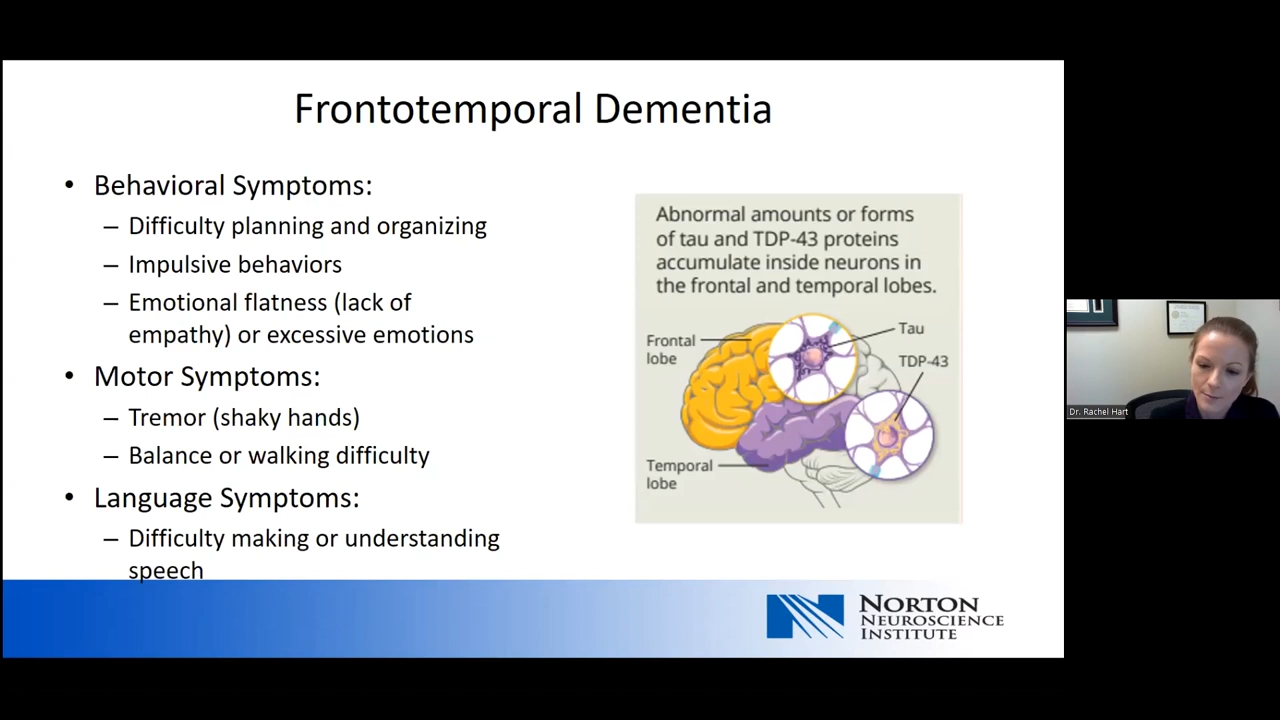 Frontotemporal Dementia
• Behavioral Symptoms:
– Difficulty planning and organizing
– Impulsive behaviors
– Emotional flatness (lack of
empathy) or excessive emotions
• Motor Symptoms:
– Tremor (shaky hands)
– Balance or walking difficulty
• Language Symptoms:
– Difficulty making or understanding
speech
Abnormal amounts or forms
of tau and TDP-43 proteins
accumulate inside neurons in
the frontal and temporal lobes.
Frontal
lobe
Tau
TDP-43
Temporal
lobe
NORTON
NEUROSCIENCE
INSTITUTE
Dr. Rachel Hart